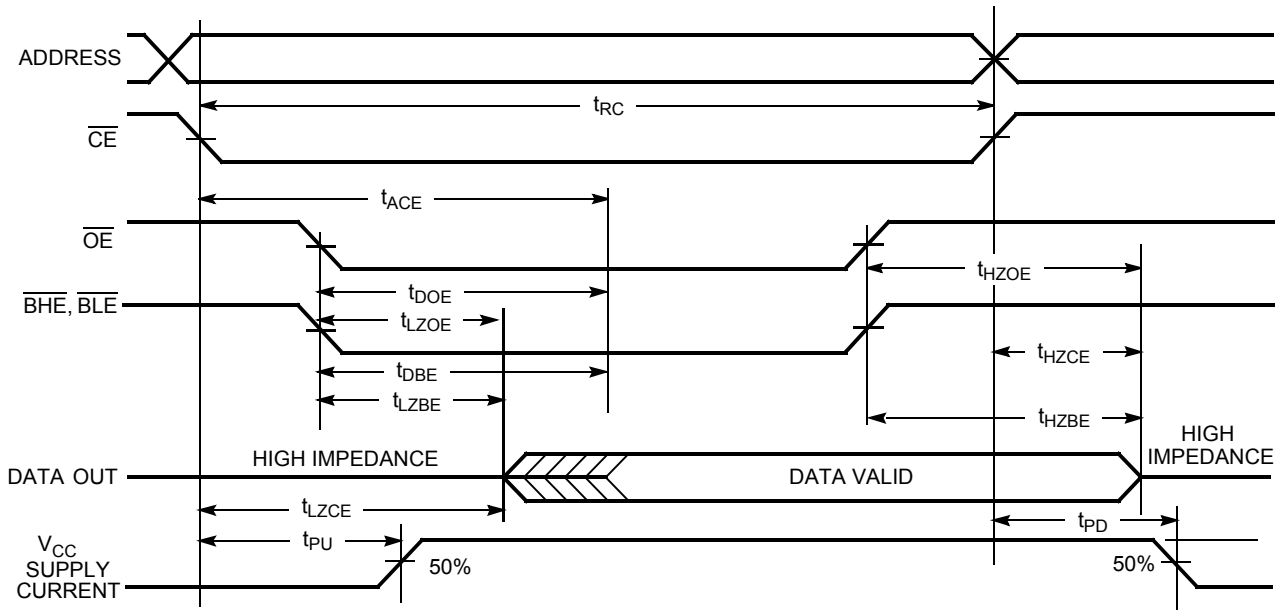 ADDRESS
tRC
CE
tACE
OE
tHZOE
tDOE
BHE, BLE
tLZOE
tHZCE
tDBE
tLZBE
tHZBE
HIGH IMPEDANCE
HIGH
IMPEDANCE
DATA OUT
DATA VALID
tLZCE
tPD
tPU
VCC
SUPPLY
CURRENT
50%
50%